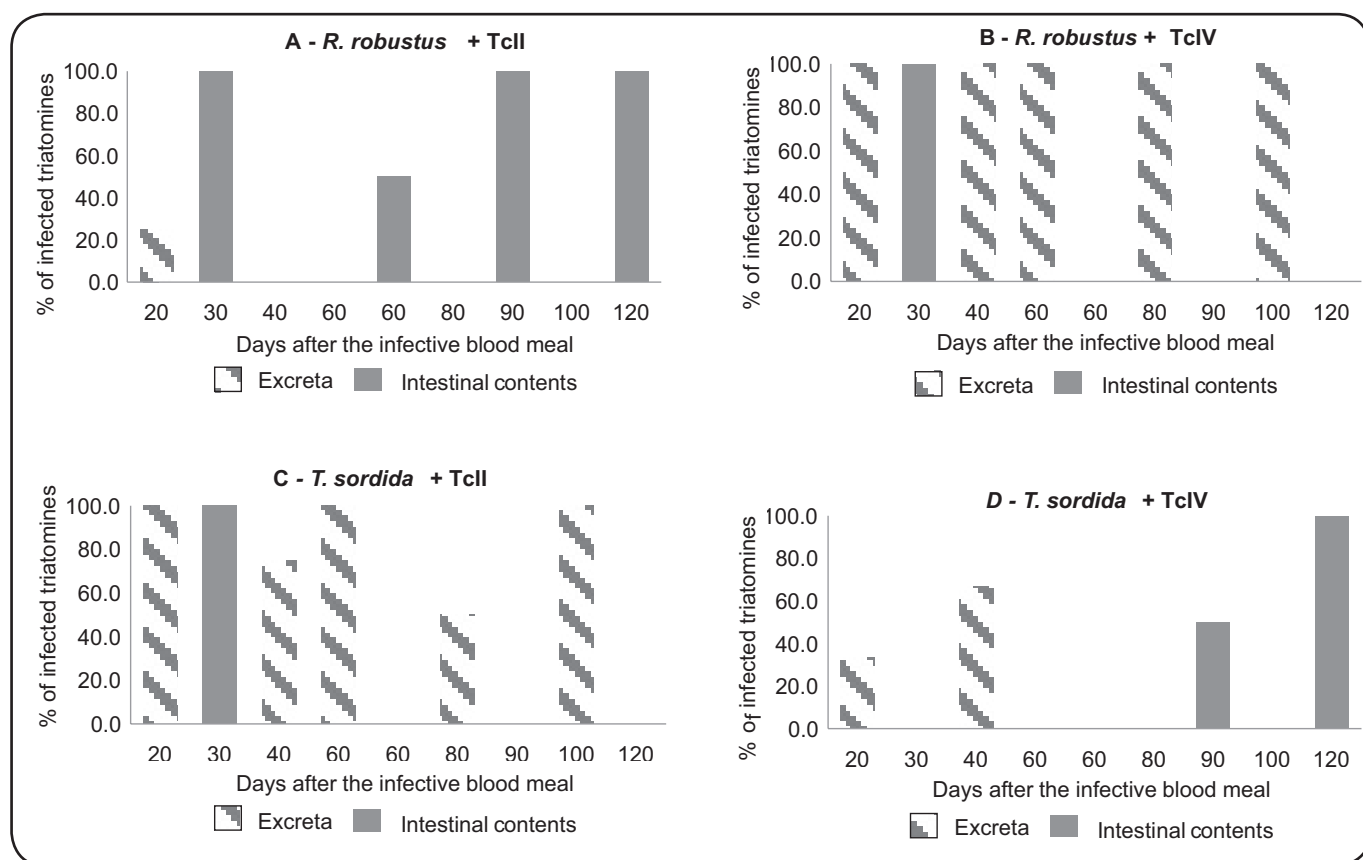 A - R. robustus + TcII
% of infected triatomines
100.0
80.0
60.0
40.0
20.0
0.0
20 30 40 60 60 80 90 100 120
Days after the infective blood meal
Excreta Intestinal contents
B - R. robustus + TcIV
% of infected triatomines
100.0
80.0
60.0
40.0
20.0
0.0
20 30 40 60 60 80 90 100 120
Days after the infective blood meal
Excreta Intestinal contents
C - T. sordida + TcII
% of infected triatomines
100.0
80.0
60.0
40.0
20.0
0.0
20 30 40 60 60 80 90 100 120
Days after the infective blood meal
Excreta Intestinal contents
D - T. sordida + TcIV
% of infected triatomines
100.0
80.0
60.0
40.0
20.0
0.0
20 30 40 60 60 80 90 100 120
Days after the infective blood meal
Excreta Intestinal contents